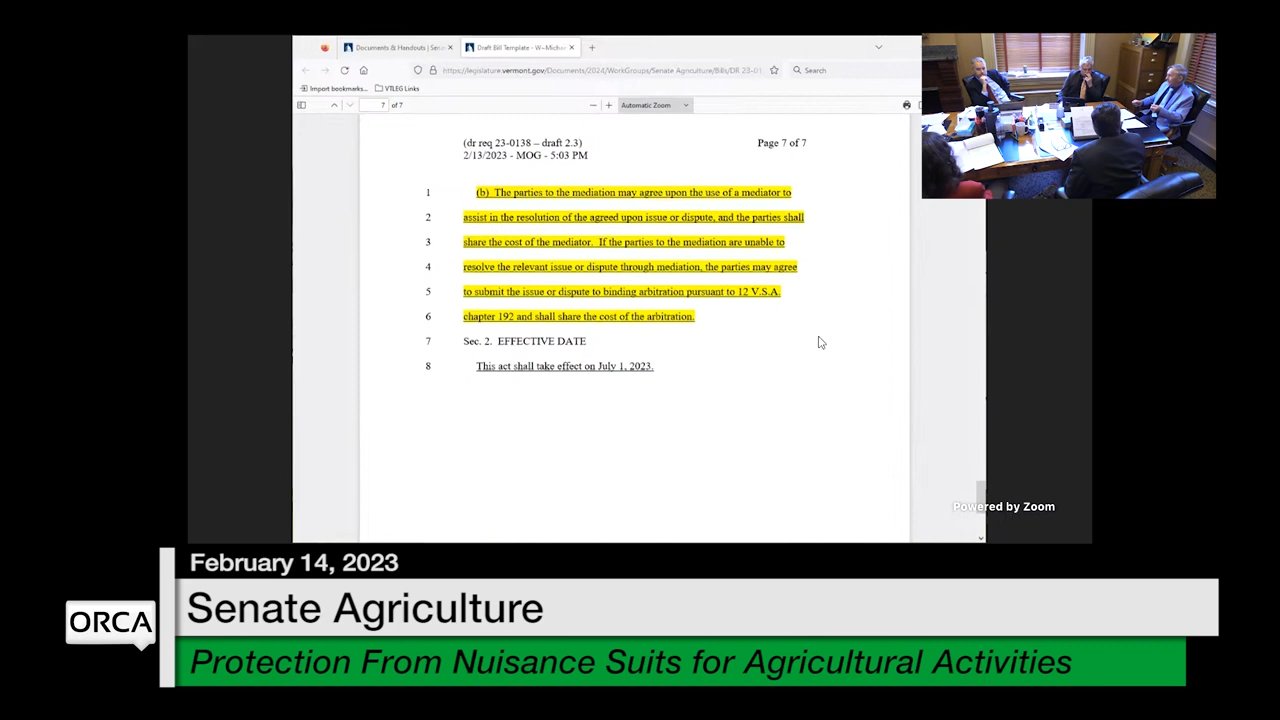 Documents & Handouts | Sen
Draft Bill Template - W~Micho
https://legislature.vermont.gov/Documents/2024/WorkGroups/Senate Agriculture/Bills/DR 23-01
Search
Import bookmarks...
VTLEG Links
7 of 7
Automatic Zoom
(dr req 23-0138 – draft 2.3)
Page 7 of 7
2/13/2023 - MOG - 5:03 PM
1 (b) The parties to the mediation may agree upon the use of a mediator to
2 assist in the resolution of the agreed upon issue or dispute, and the parties shall
3 share the cost of the mediator. If the parties to the mediation are unable to
4 resolve the relevant issue or dispute through mediation, the parties may agree
5 to submit the issue or dispute to binding arbitration pursuant to 12 V.S.A.
6 chapter 192 and shall share the cost of the arbitration.
7 Sec. 2. EFFECTIVE DATE
8 This act shall take effect on July 1, 2023.
Powered by Zoom
February 14, 2023
ORCA
Senate Agriculture
Protection From Nuisance Suits for Agricultural Activities